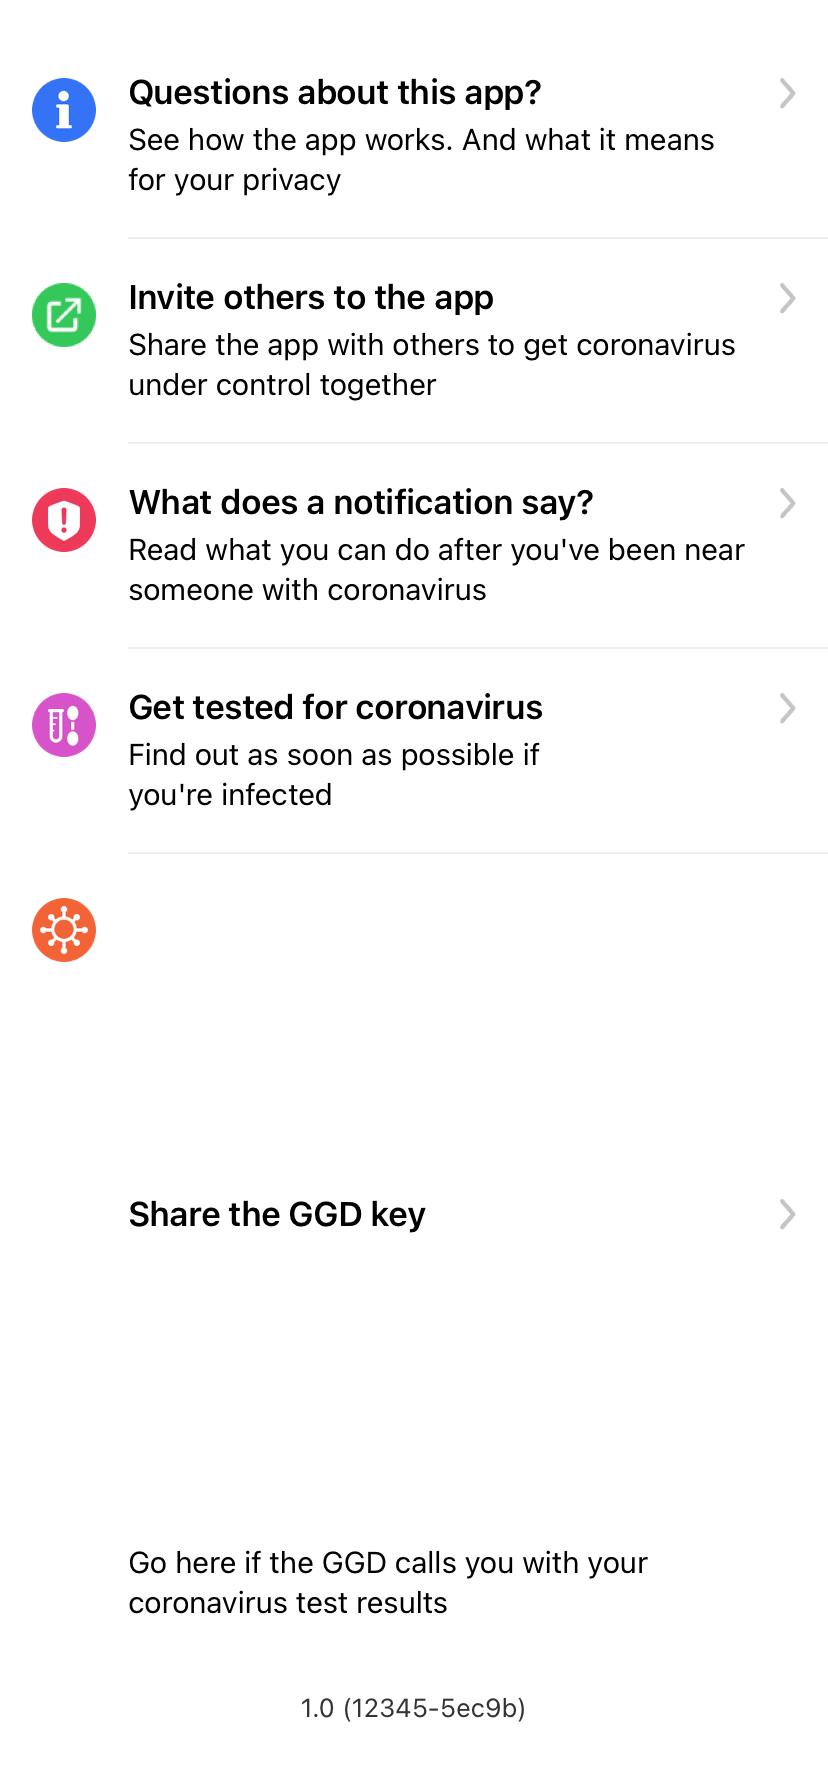 Questions about this app?
See how the app works. And what it means
for your privacy
Invite others to the app
Share the app with others to get coronavirus
under control together
What does a notification say?
Read what you can do after you've been near
someone with coronavirus
Get tested for coronavirus
Find out as soon as possible if
you're infected
Share the GGD key
Go here if the GGD calls you with your
coronavirus test results
1.0 (12345-5ec9b)